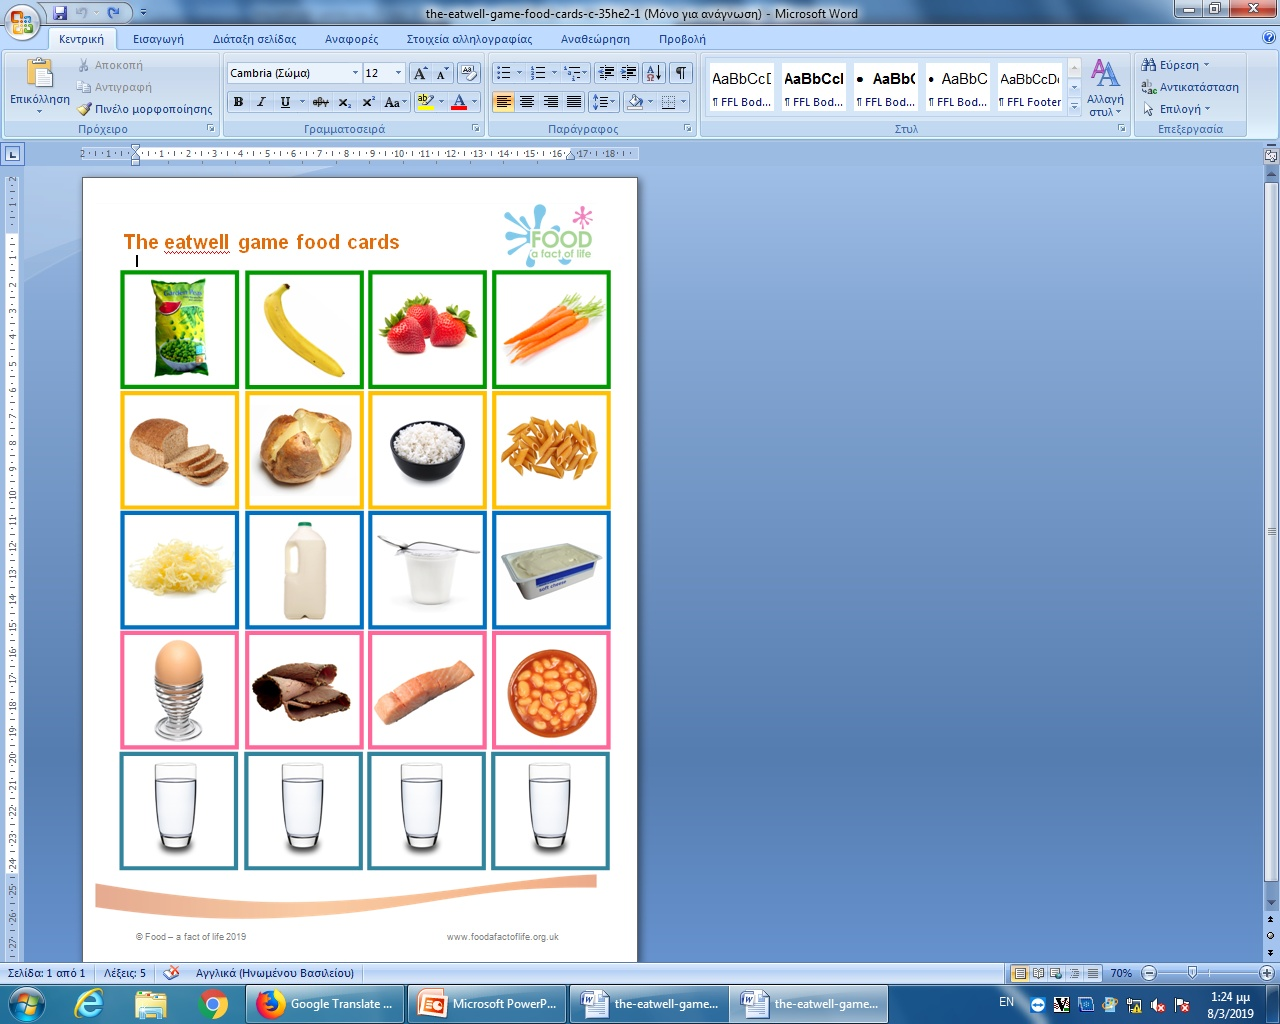 the-eatwell-game-food-cards-c-35he2-1 (Μόνο για ανάγνωση) - Microsoft Word
Κεντρική Εισαγωγή Διάταξη σελίδας Αναφορές Στοιχεία αλληλογραφίας Αναθεώρηση Προβολή
Επικόλληση
Αποκοπή
Αντιγραφή
Πινέλο μορφοποίησης
Πρόχειρο
Cambria (Σώμα) 12
Γραμματοσειρά
Παράγραφος
AaBbCcD AaBbCcI AaBbC AaBbC AaBbCcDc
¶ FFL Bod... ¶ FFL Bod... ¶ FFL Bod... ¶ FFL Bod... ¶ FFL Footer
Αλλαγή
στυλ
Στυλ
Εύρεση
Αντικατάσταση
Επιλογή
Επεξεργασία
The eatwell game food cards
FOOD
a fact of life
soft cheese
© Food – a fact of life 2019
www.foodafactoflife.org.uk
Σελίδα: 1 από 1 Λέξεις: 5 Αγγλικά (Ηνωμένου Βασιλείου) 70%
Google Translate ... Microsoft PowerP... the-eatwell-game... the-eatwell-game...
EN
1:24 μμ
8/3/2019